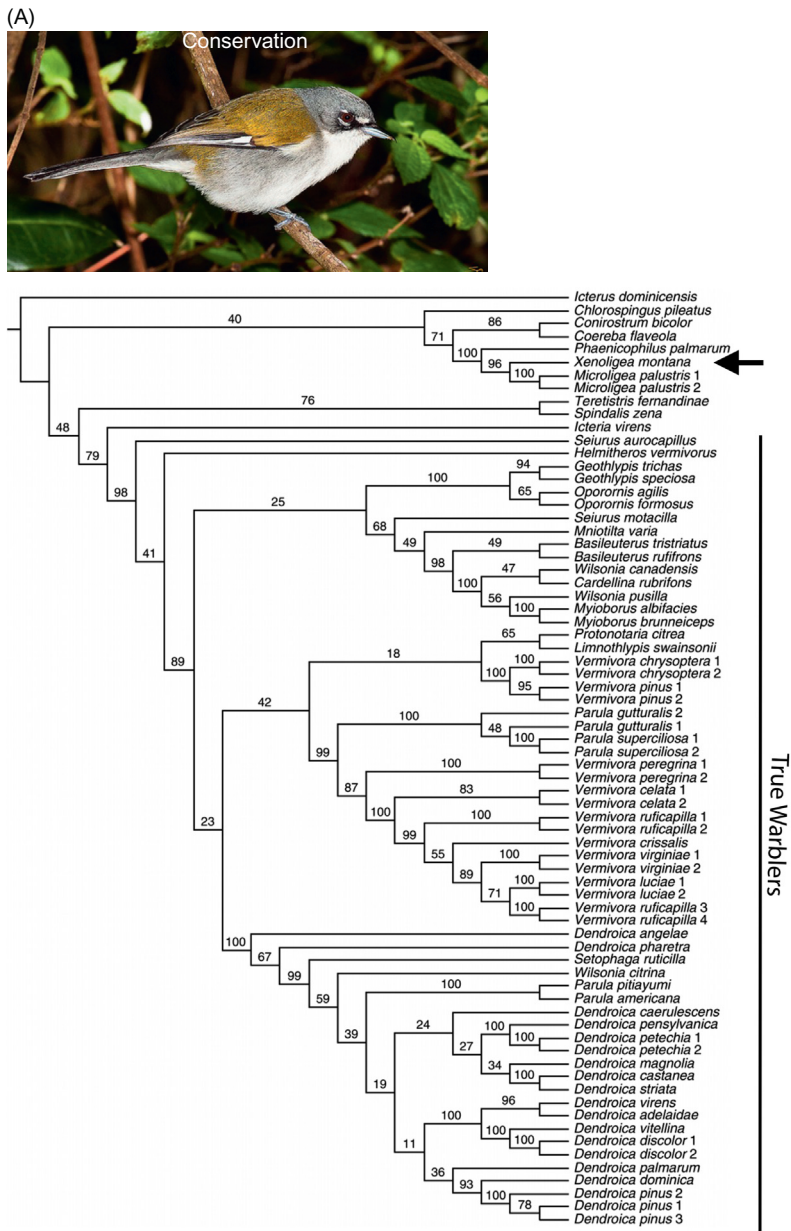 (A)
Conservation
Icterus dominicensis
Chlorospingus pileatus
40
86
Conirostrum bicolor
71
Coereba flaveola
100
Phaenicophilus palmarum
96
Xenoligea montana
100
Microligea palustris 1
Microligea palustris 2
76
Teretistris fernandinae
Spindalis zena
48
Icteria virens
79
Seiurus aurocapillus
Helmitheros vermivorus
94
Geothlypis trichas
100
Geothlypis speciosa
98
65
Oporornis agilis
25
Oporornis formosus
68
Seiurus motacilla
49
Mniotilta varia
49
Basileuterus tristriatus
41
98
Basileuterus rufifrons
47
Wilsonia canadensis
100
Cardellina rubrifons
56
Wilsonia pusilla
100
Myioborus albifacies
Myioborus brunneiceps
65
Protonotaria citrea
18
Limnothlypis swainsonii
89
100
Vermivora chrysoptera 1
100
Vermivora chrysoptera 2
95
Vermivora pinus 1
42
Vermivora pinus 2
100
Parula gutturalis 2
48
Parula gutturalis 1
100
Parula superciliosa 1
99
Parula superciliosa 2
100
Vermivora peregrina 1
87
Vermivora peregrina 2
83
Vermivora celata 1
100
Vermivora celata 2
23
100
Vermivora ruficapilla 1
99
Vermivora ruficapilla 2
Vermivora crissalis
55
100
Vermivora virginiae 1
89
Vermivora virginiae 2
100
Vermivora luciae 1
71
Vermivora luciae 2
100
Vermivora ruficapilla 3
Vermivora ruficapilla 4
100
Dendroica angelae
67
Dendroica pharetra
99
Setophaga ruticilla
59
Wilsonia citrina
100
Parula pitiayumi
Parula americana
39
Dendroica caerulescens
24
100
Dendroica pensylvanica
27
100
Dendroica petechia 1
Dendroica petechia 2
34
Dendroica magnolia
19
100
Dendroica castanea
Dendroica striata
96
Dendroica virens
100
Dendroica adelaidae
100
Dendroica vitellina
11
100
Dendroica discolor 1
Dendroica discolor 2
36
Dendroica palmarum
93
Dendroica dominica
100
Dendroica pinus 2
78
Dendroica pinus 1
Dendroica pinus 3
True Warblers